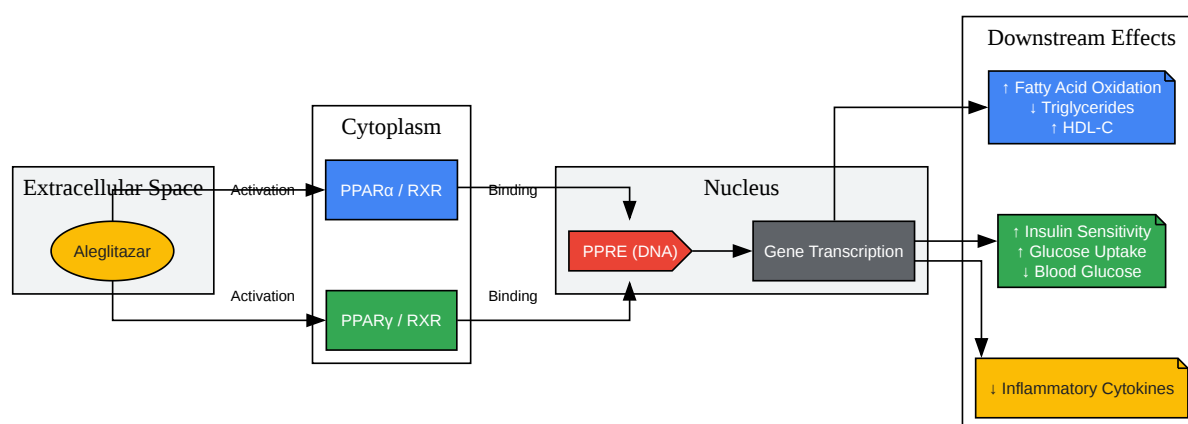 Downstream Effects
↑ Fatty Acid Oxidation
↓ Triglycerides
↑ HDL-C
Cytoplasm
Extracellular Space
Activation
PPARα / RXR
Binding
Nucleus
Aleglitazar
PPRE (DNA)
Gene Transcription
↑ Insulin Sensitivity
↑ Glucose Uptake
↓ Blood Glucose
Activation
PPARγ / RXR
Binding
↓ Inflammatory Cytokines